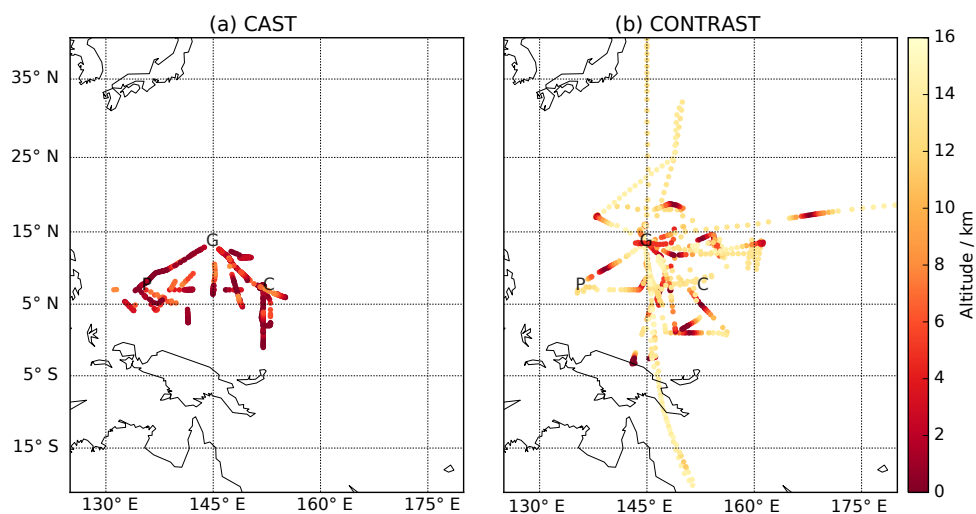 (a) CAST
(b) CONTRAST
35° N
25° N
15° N
5° N
5° S
15° S
G
P
C
G
P
C
130° E
145° E
160° E
175° E
130° E
145° E
160° E
175° E
16
14
12
10
8
6
4
2
0
Altitude / km